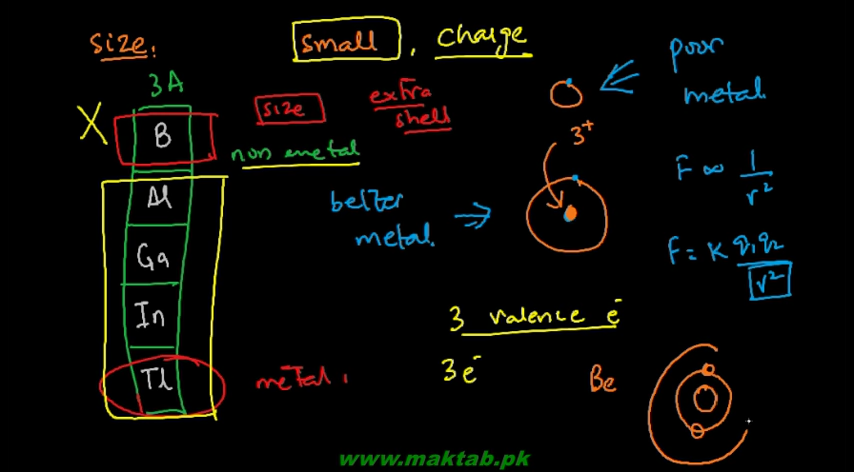 size.
small , charge
3A
B
Al
Ga
In
Tl
X
size
extra
shell
non metal
poor
metal
3+
better
metal.
F ∝ 1/r²
F = K q₁q₂/r²
3 valence e⁻
3e⁻
metal.
Be
www.maktab.pk